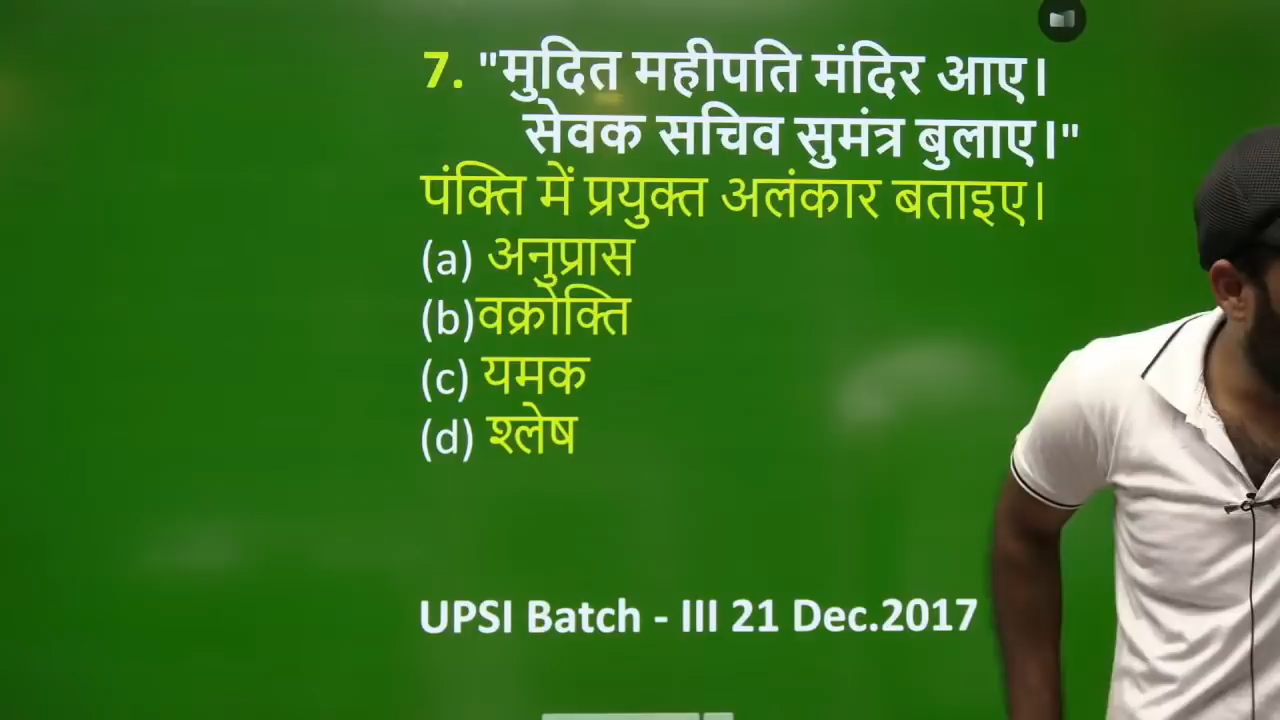 7. "मुदित महीपति मंदिर आए।
सेवक सचिव सुमंत्र बुलाए।"
पंक्ति में प्रयुक्त अलंकार बताइए।
(a) अनुप्रास
(b)वक्रोक्ति
(c) यमक
(d) श्लेष
UPSI Batch - III 21 Dec.2017